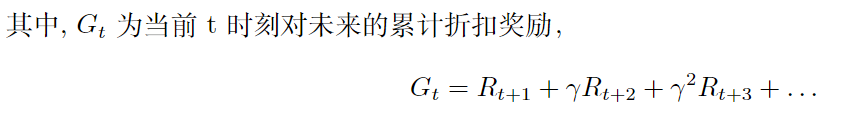 其中, G_t 为当前 t 时刻对未来的累计折扣奖励,
G_t = R_{t+1} + γR_{t+2} + γ^2R_{t+3} + ...